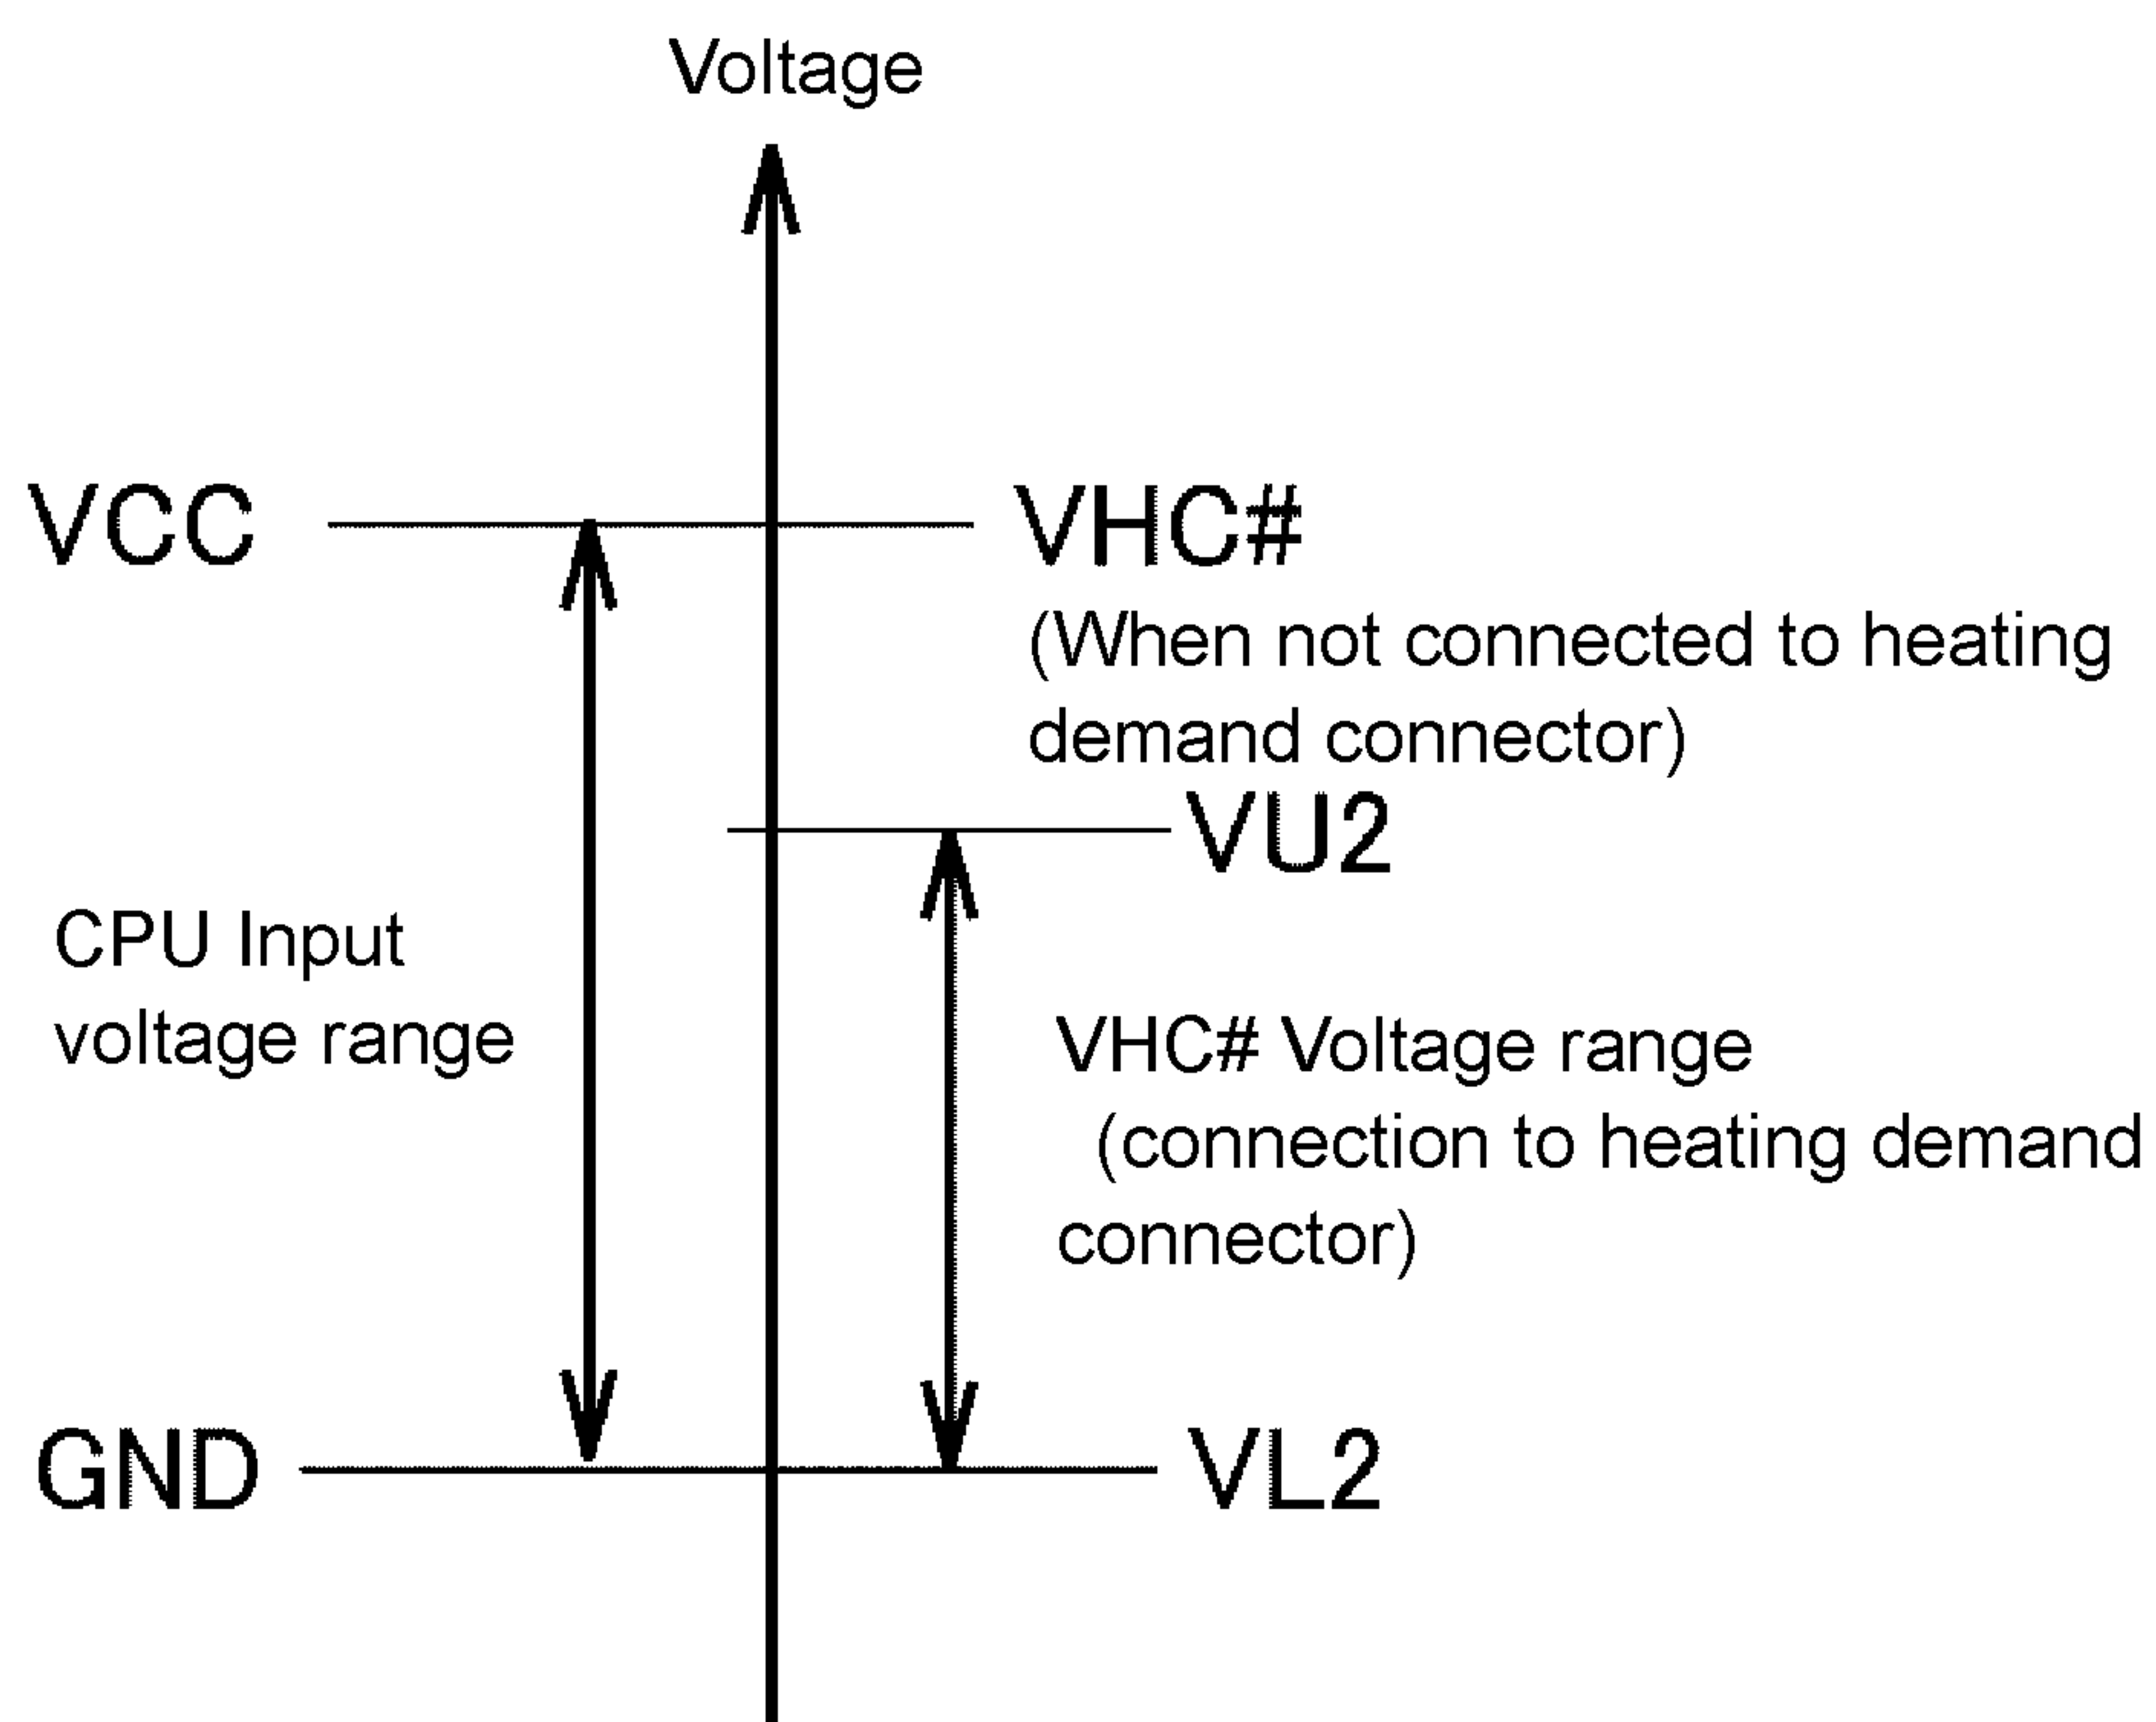 Voltage
VCC
VHC#
(When not connected to heating
demand connector)
VU2
CPU Input
voltage range
VHC# Voltage range
(connection to heating demand
connector)
GND
VL2